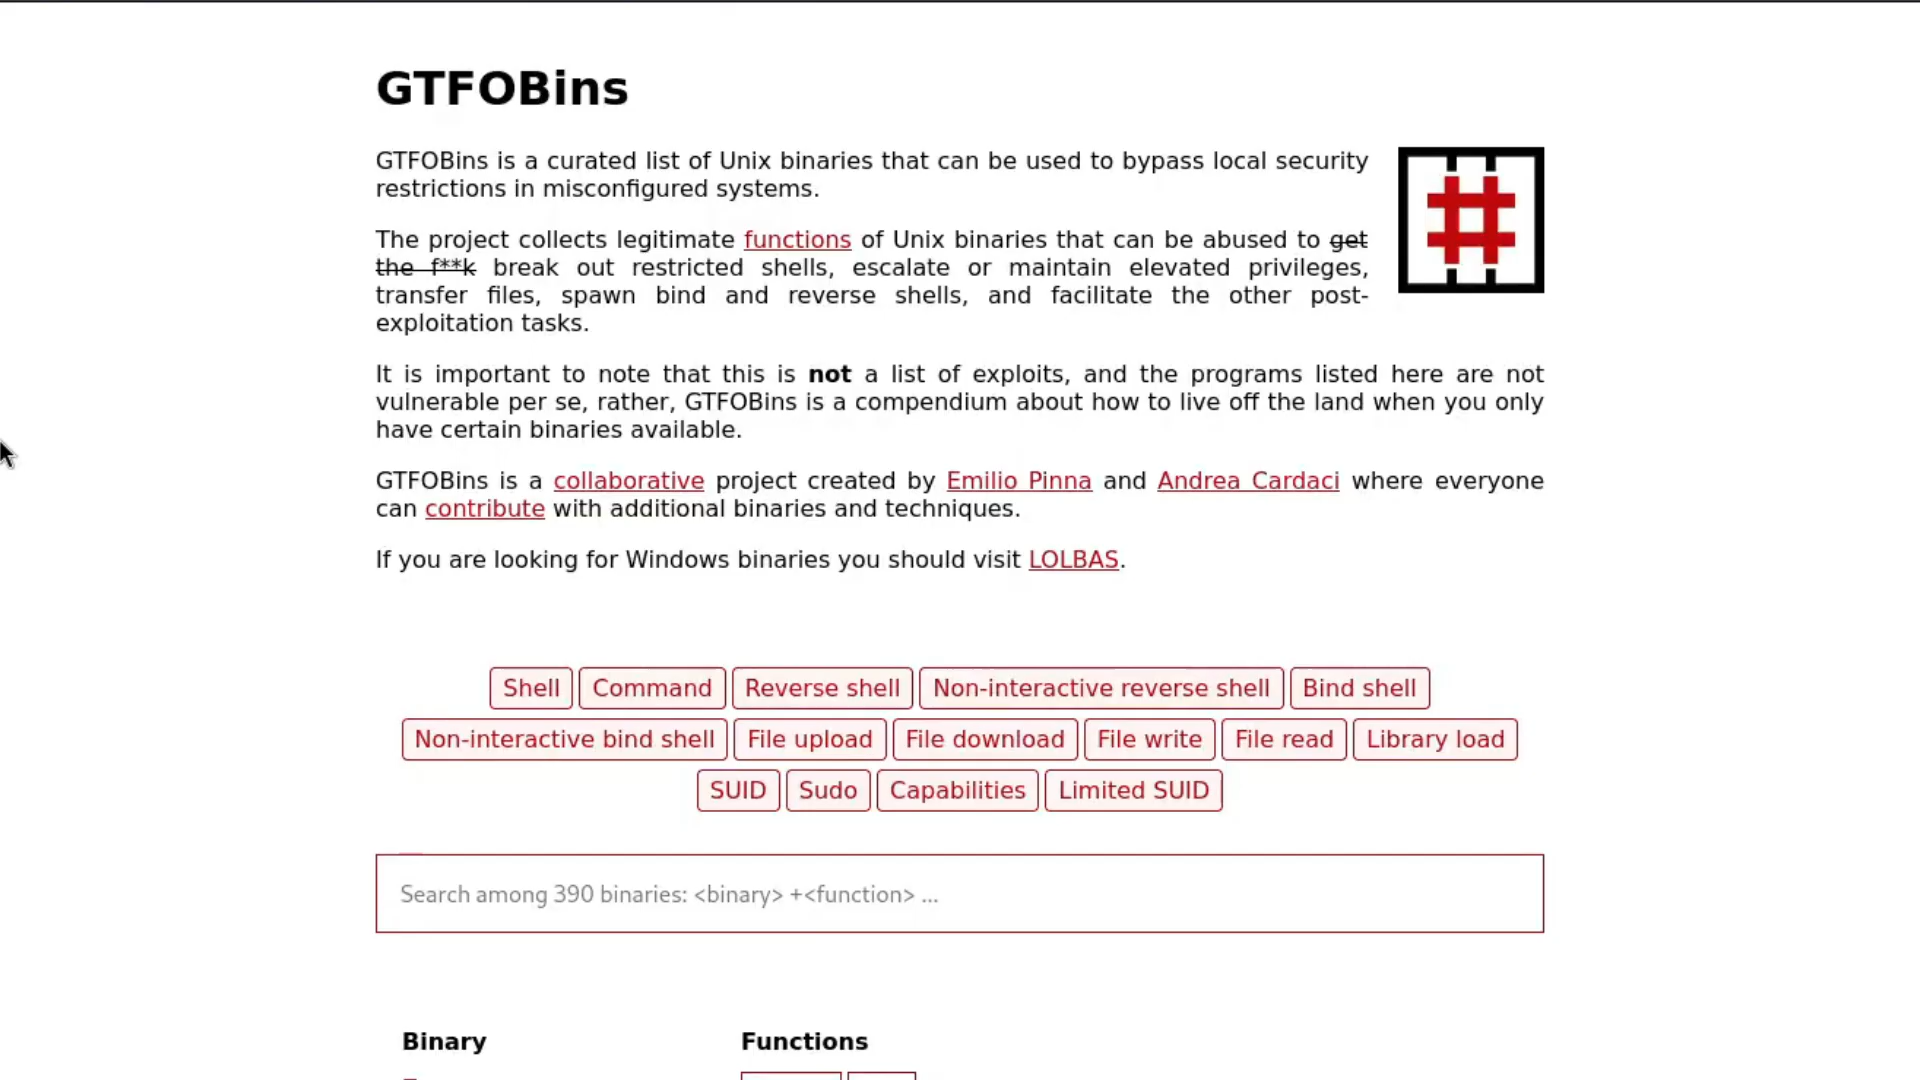 GTFOBins
GTFOBins is a curated list of Unix binaries that can be used to bypass local security
restrictions in misconfigured systems.
The project collects legitimate functions of Unix binaries that can be abused to get
the f**k break out restricted shells, escalate or maintain elevated privileges,
transfer files, spawn bind and reverse shells, and facilitate the other post-
exploitation tasks.
It is important to note that this is not a list of exploits, and the programs listed here are not
vulnerable per se, rather, GTFOBins is a compendium about how to live off the land when you only
have certain binaries available.
GTFOBins is a collaborative project created by Emilio Pinna and Andrea Cardaci where everyone
can contribute with additional binaries and techniques.
If you are looking for Windows binaries you should visit LOLBAS.
Shell Command Reverse shell Non-interactive reverse shell Bind shell
Non-interactive bind shell File upload File download File write File read Library load
SUID Sudo Capabilities Limited SUID
Search among 390 binaries: <binary> +<function> ...
Binary Functions